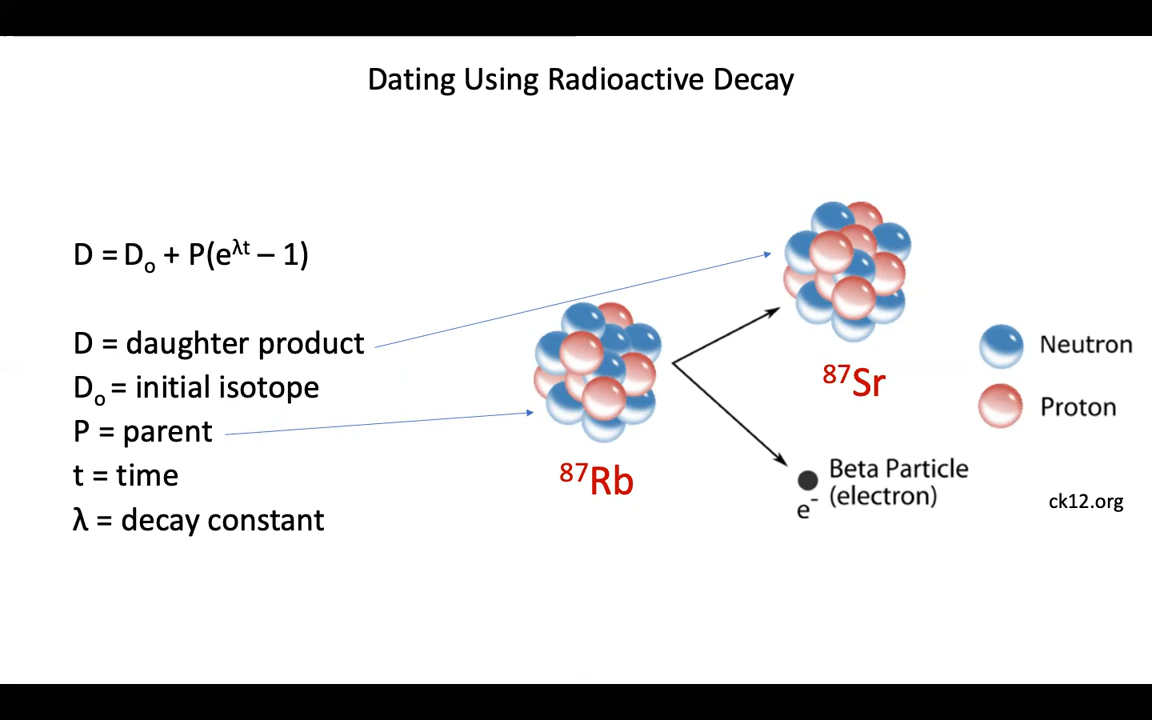 Dating Using Radioactive Decay
D = Dₒ + P(e^λt – 1)
D = daughter product
Dₒ = initial isotope
P = parent
t = time
λ = decay constant
⁸⁷Rb
⁸⁷Sr
Beta Particle
(electron)
e⁻
Neutron
Proton
ck12.org